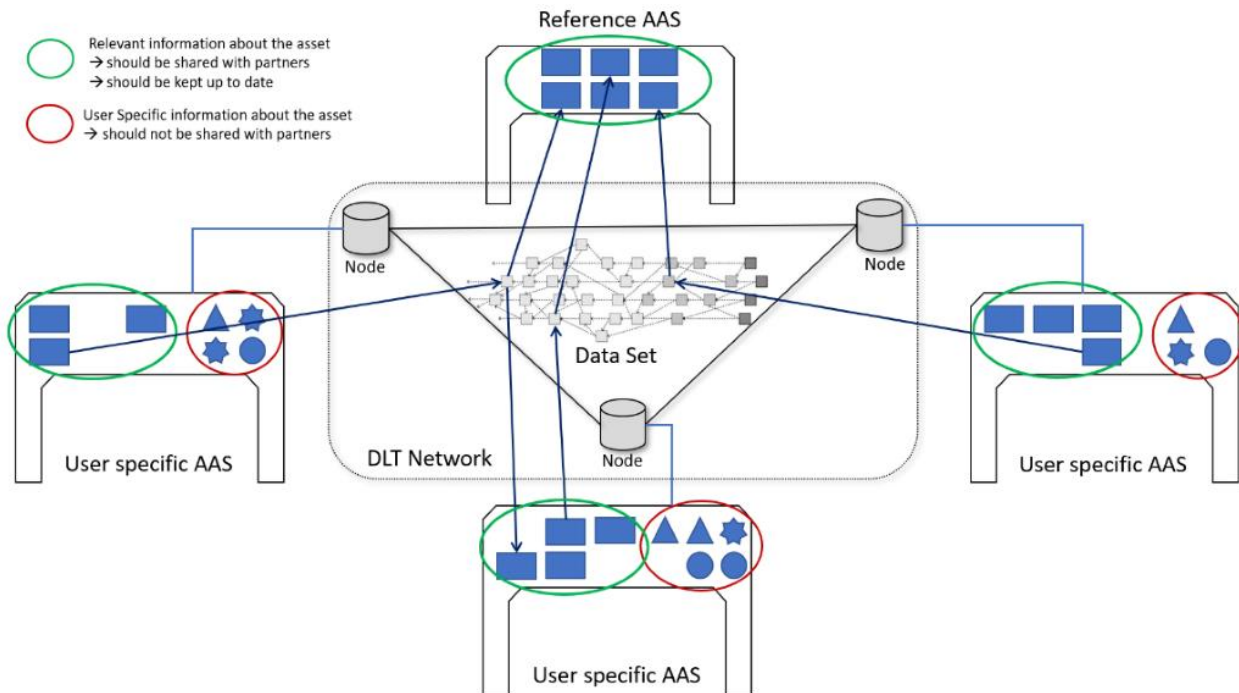 Reference AAS
Relevant information about the asset
→ should be shared with partners
→ should be kept up to date
User Specific information about the asset
→ should not be shared with partners
Node
Node
Data Set
User specific AAS
DLT Network
Node
User specific AAS
User specific AAS